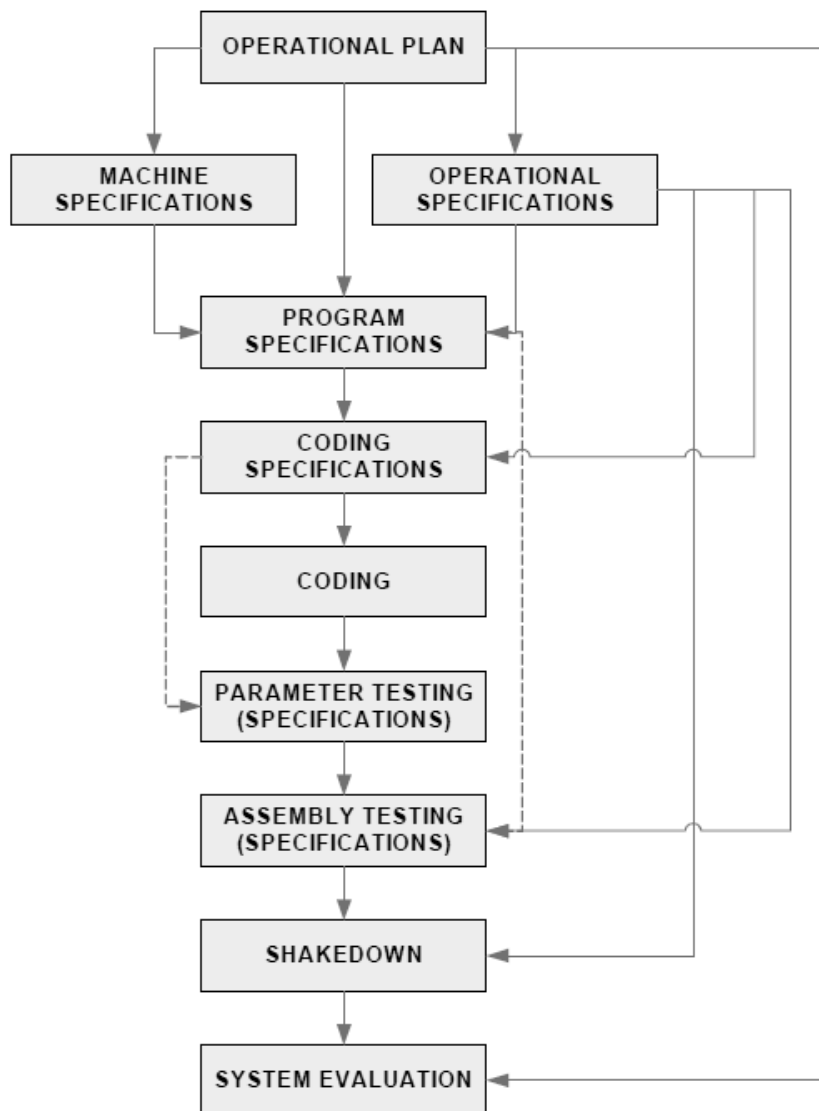 OPERATIONAL PLAN
MACHINE
SPECIFICATIONS
OPERATIONAL
SPECIFICATIONS
PROGRAM
SPECIFICATIONS
CODING
SPECIFICATIONS
CODING
PARAMETER TESTING
(SPECIFICATIONS)
ASSEMBLY TESTING
(SPECIFICATIONS)
SHAKEDOWN
SYSTEM EVALUATION